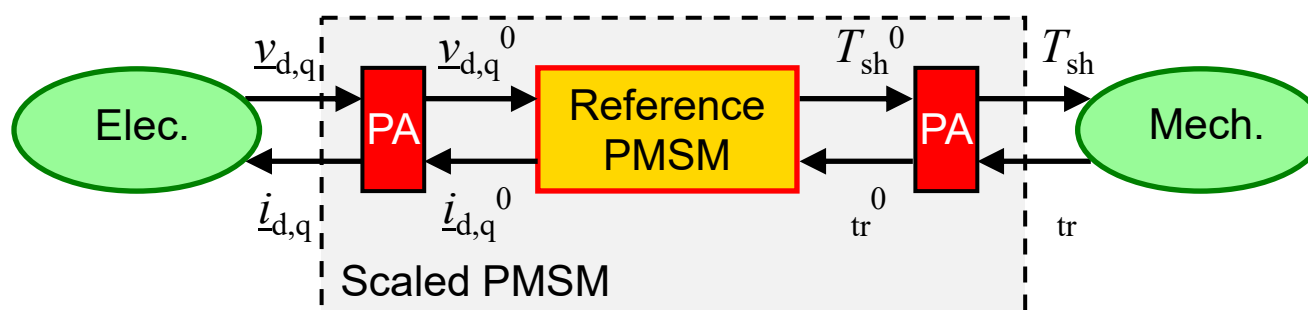 v_d,q
v_d,q^0
T_sh^0
T_sh
Elec.
PA
Reference
PMSM
PA
Mech.
i_d,q
i_d,q^0
tr^0
tr
Scaled PMSM